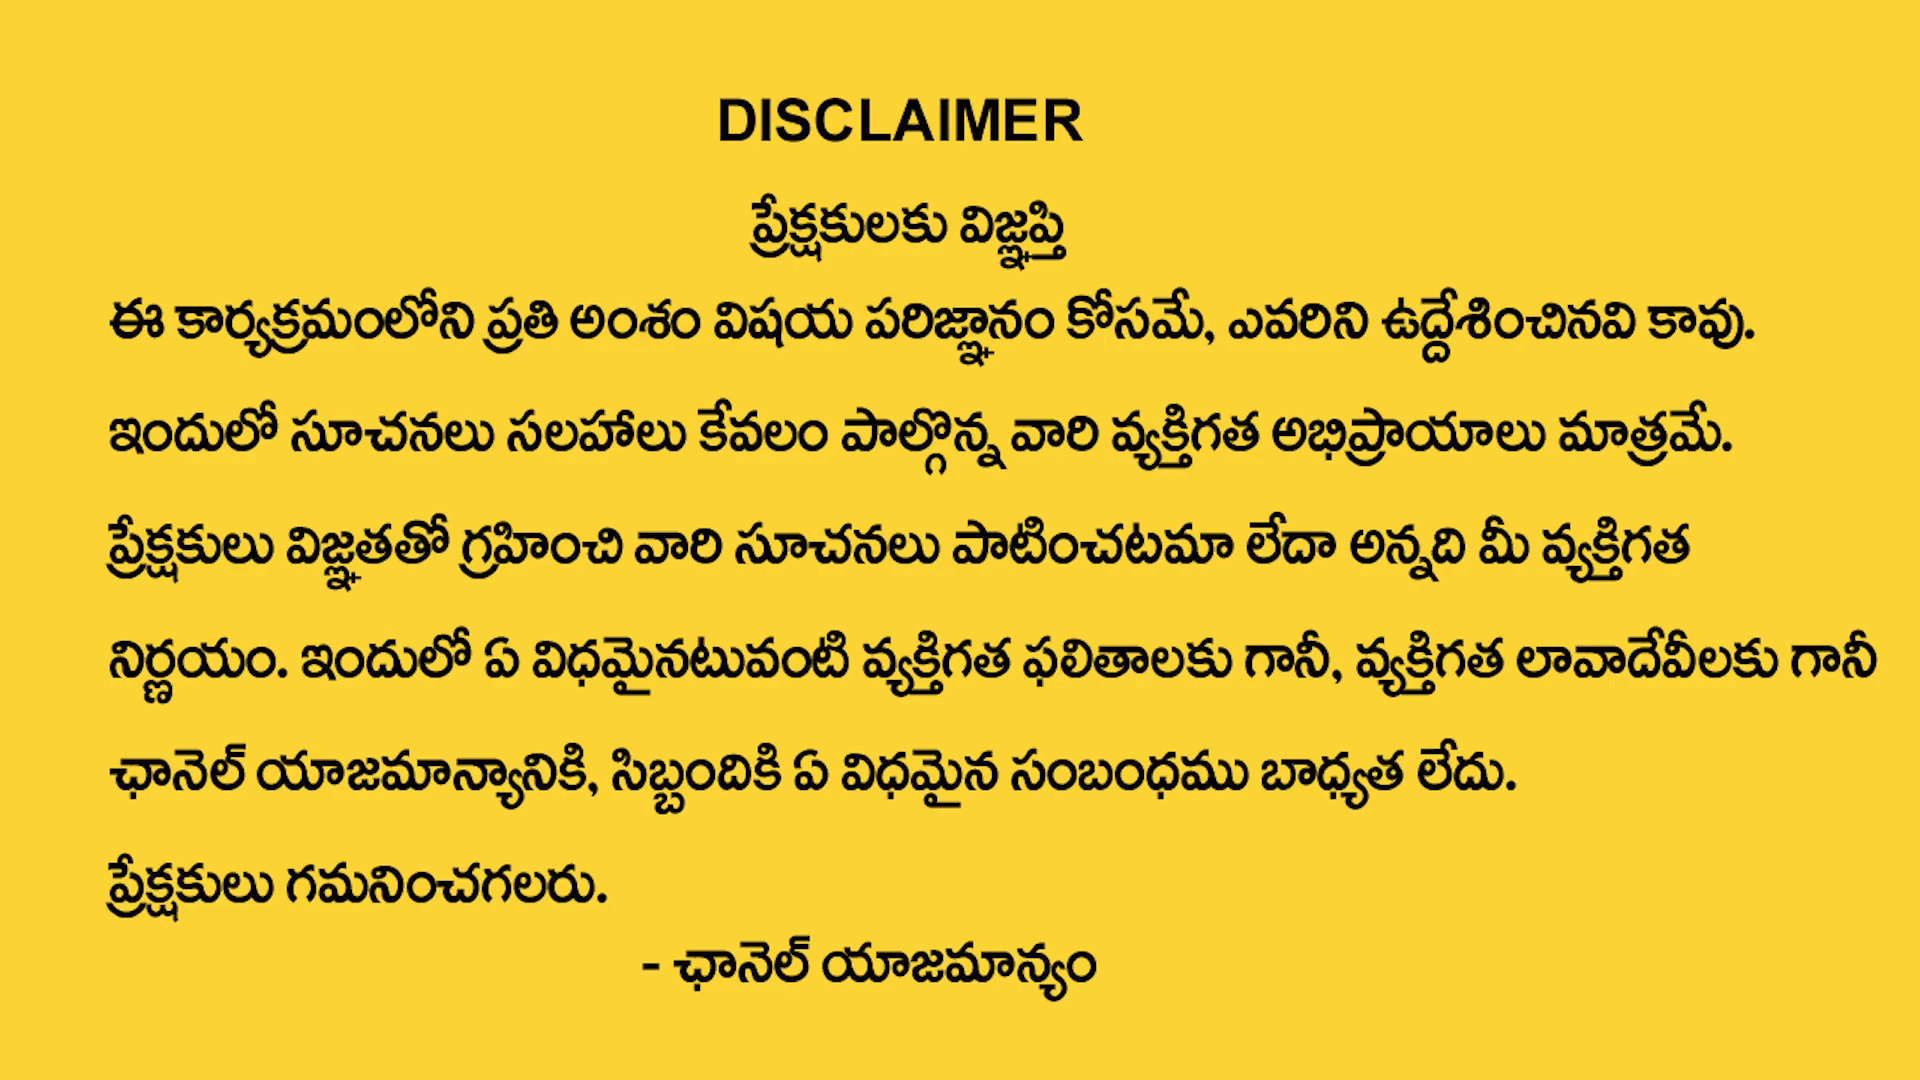 DISCLAIMER
ప్రేక్షకులకు విజ్ఞప్తి
ఈ కార్యక్రమంలోని ప్రతి అంశం విషయ పరిజ్ఞానం కోసమే, ఎవరిని ఉద్దేశించినవి కావు.
ఇందులో సూచనలు సలహాలు కేవలం పాల్గొన్న వారి వ్యక్తిగత అభిప్రాయాలు మాత్రమే.
ప్రేక్షకులు విజ్ఞతతో గ్రహించి వారి సూచనలు పాటించటమా లేదా అన్నది మీ వ్యక్తిగత
నిర్ణయం. ఇందులో ఏ విధమైనటువంటి వ్యక్తిగత ఫలితాలకు గానీ, వ్యక్తిగత లావాదేవీలకు గానీ
ఛానెల్ యాజమాన్యానికి, సిబ్బందికి ఏ విధమైన సంబంధము బాధ్యత లేదు.
ప్రేక్షకులు గమనించగలరు.
- ఛానెల్ యాజమాన్యం